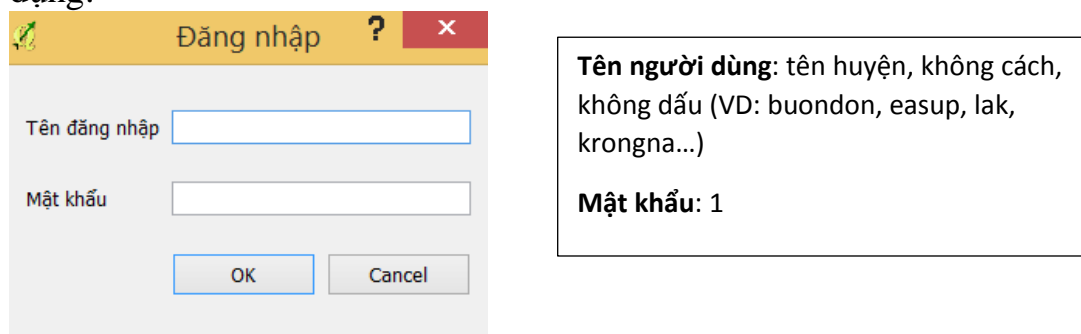 dụng:
Đăng nhập ? ×
Tên đăng nhập
Mật khẩu
OK Cancel
Tên người dùng: tên huyện, không cách,
không dấu (VD: buondon, easup, lak,
krongna…)
Mật khẩu: 1